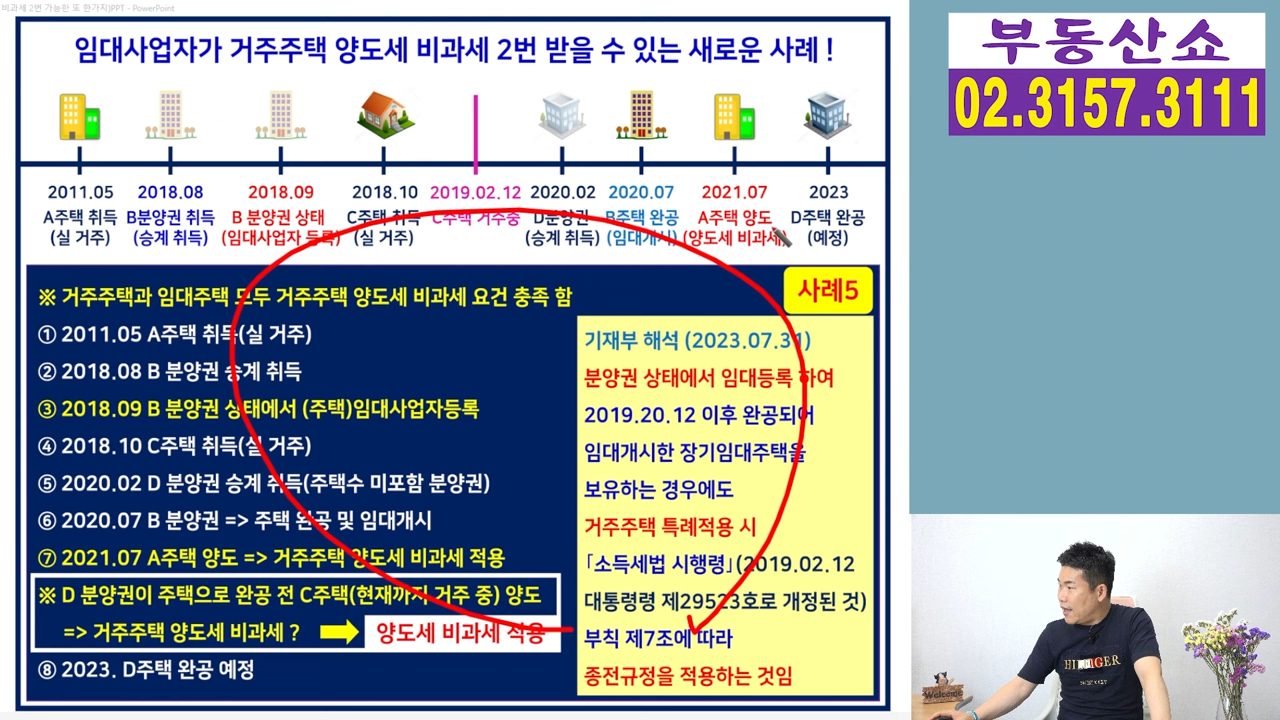 비과세 2번 가능한 또 한가지)PPT - PowerPoint
임대사업자가 거주주택 양도세 비과세 2번 받을 수 있는 새로운 사례 !
2011.05
A주택 취득
(실 거주)
2018.08
B분양권 취득
(승계 취득)
2018.09
B 분양권 상태
(임대사업자 등록)
2018.10
C주택 취득
(실 거주)
2019.02.12
C주택 거주중
2020.02
D분양권
(승계 취득)
2020.07
B주택 완공
(임대개시)
2021.07
A주택 양도
(양도세 비과세)
2023
D주택 완공
(예정)
※ 거주주택과 임대주택 모두 거주주택 양도세 비과세 요건 충족 함
① 2011.05 A주택 취득(실 거주)
② 2018.08 B 분양권 승계 취득
③ 2018.09 B 분양권 상태에서 (주택)임대사업자등록
④ 2018.10 C주택 취득(실 거주)
⑤ 2020.02 D 분양권 승계 취득(주택수 미포함 분양권)
⑥ 2020.07 B 분양권 => 주택 완공 및 임대개시
⑦ 2021.07 A주택 양도 => 거주주택 양도세 비과세 적용
※ D 분양권이 주택으로 완공 전 C주택(현재까지 거주 중) 양도
=> 거주주택 양도세 비과세 ? 양도세 비과세 적용
⑧ 2023. D주택 완공 예정
사례5
기재부 해석 (2023.07.31)
분양권 상태에서 임대등록 하여
2019.20.12 이후 완공되어
임대개시한 장기임대주택을
보유하는 경우에도
거주주택 특례적용 시
「소득세법 시행령」(2019.02.12
대통령령 제29523호로 개정된 것)
부칙 제7조에 따라
종전규정을 적용하는 것임
부동산쇼
02.3157.3111
HILFIGER
Welcome